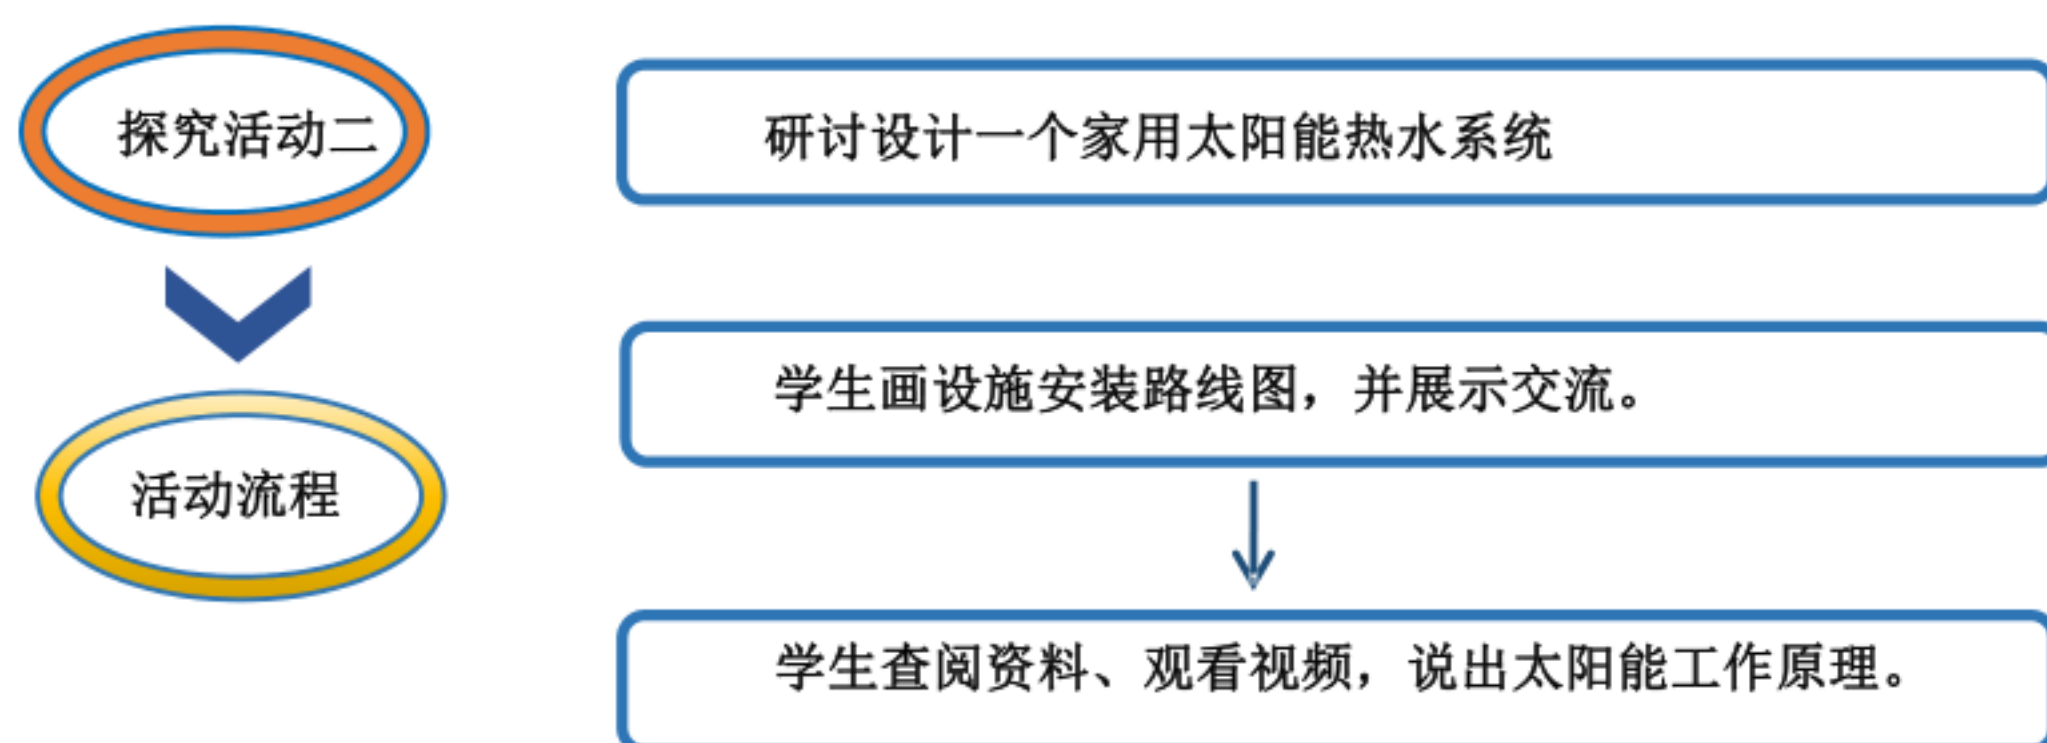 探究活动二
研讨设计一个家用太阳能热水系统
活动流程
学生画设施安装路线图，并展示交流。
学生查阅资料、观看视频，说出太阳能工作原理。